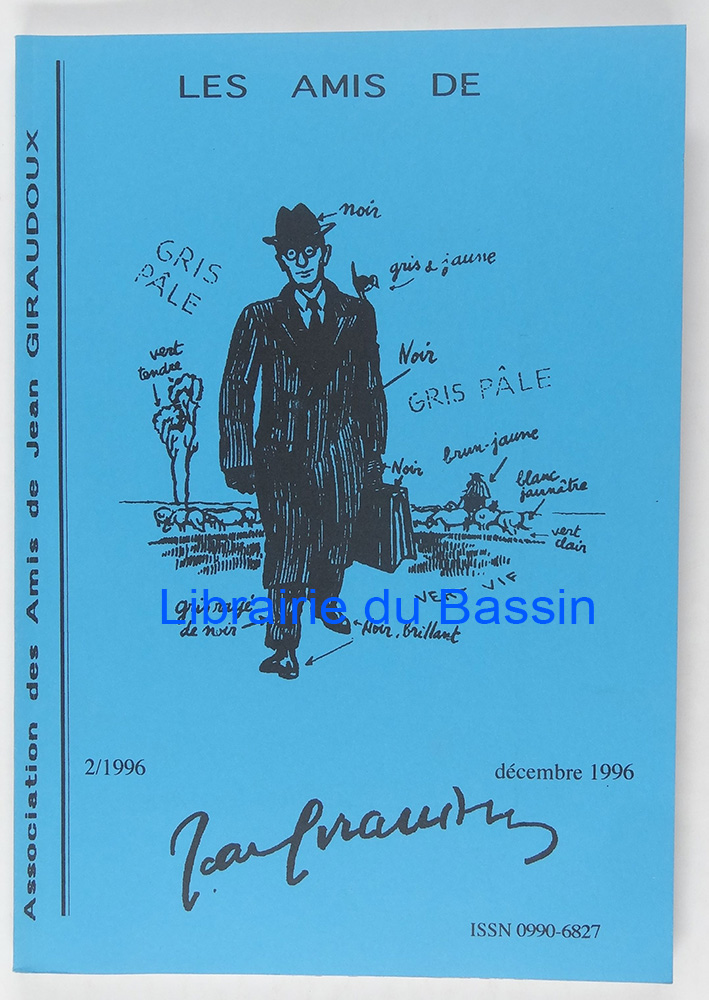 LES AMIS DE
Association des Amis de Jean GIRAUDOUX
noir
GRIS
PÂLE
gris & jaune
vert
tendre
Noir
GRIS PÂLE
brun-jaune
Noir
blanc
jaunâtre
vert
clair
VERT VIF
Librairie du Bassin
gris rayé
de noir
Noir, brillant
2/1996
décembre 1996
Jean Giraudoux
ISSN 0990-6827